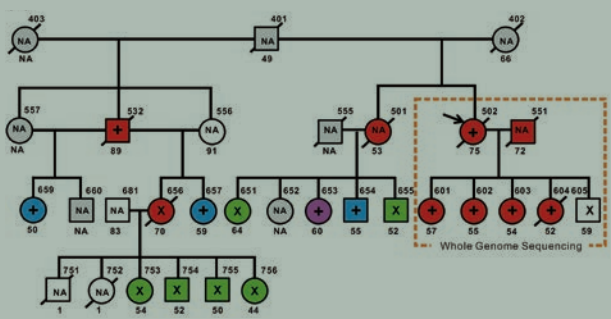 403 401 402
NA NA NA
NA 49 66
557 532 556 555 501 502 551
NA + NA NA NA + NA
NA 89 91 NA 53 75 72
659 660 681 656 657 651 652 653 654 655 601 602 603 604 605
+ NA NA X + X NA + + X + + + + X
50 NA 83 70 59 64 NA 60 55 52 57 55 54 52 59
Whole Genome Sequencing
751 752 753 754 755 756
NA NA X X X X
1 1 54 52 50 44